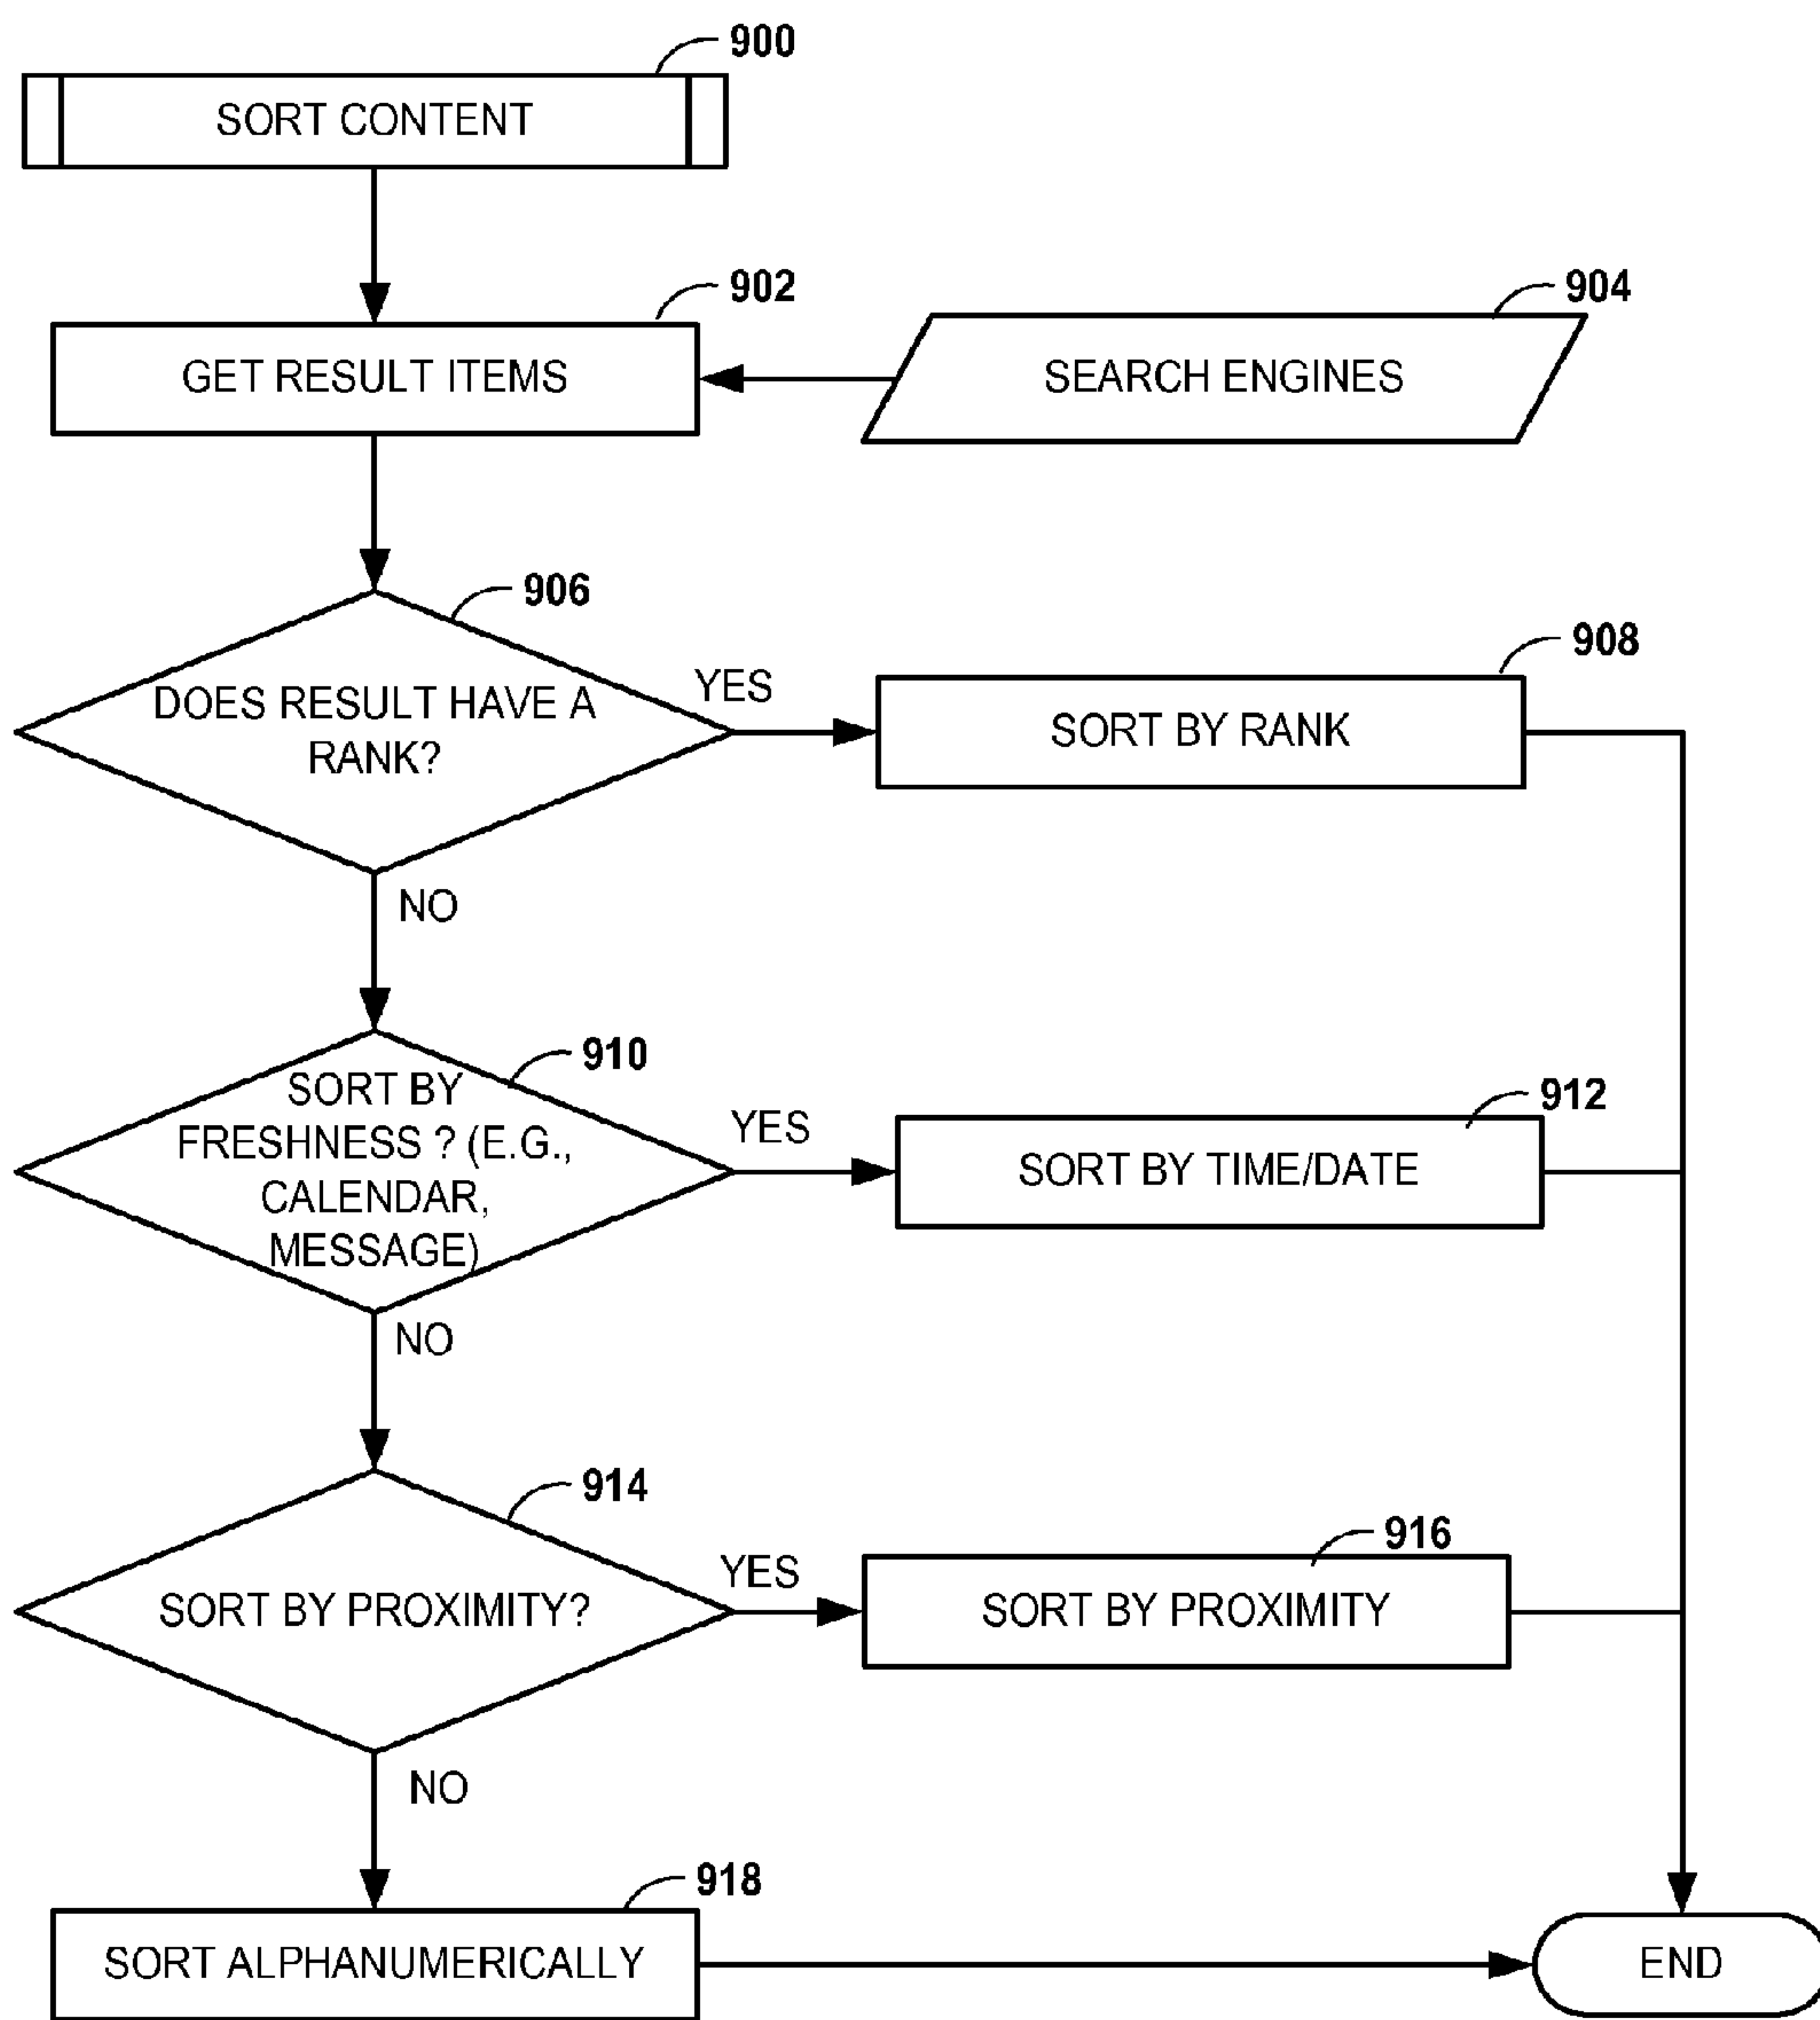 900
SORT CONTENT
902
904
GET RESULT ITEMS
SEARCH ENGINES
906
908
DOES RESULT HAVE A
RANK?
YES
SORT BY RANK
NO
910
SORT BY
FRESHNESS ? (E.G.,
CALENDAR,
MESSAGE)
YES
912
SORT BY TIME/DATE
NO
914
SORT BY PROXIMITY?
YES
916
SORT BY PROXIMITY
NO
918
SORT ALPHANUMERICALLY
END